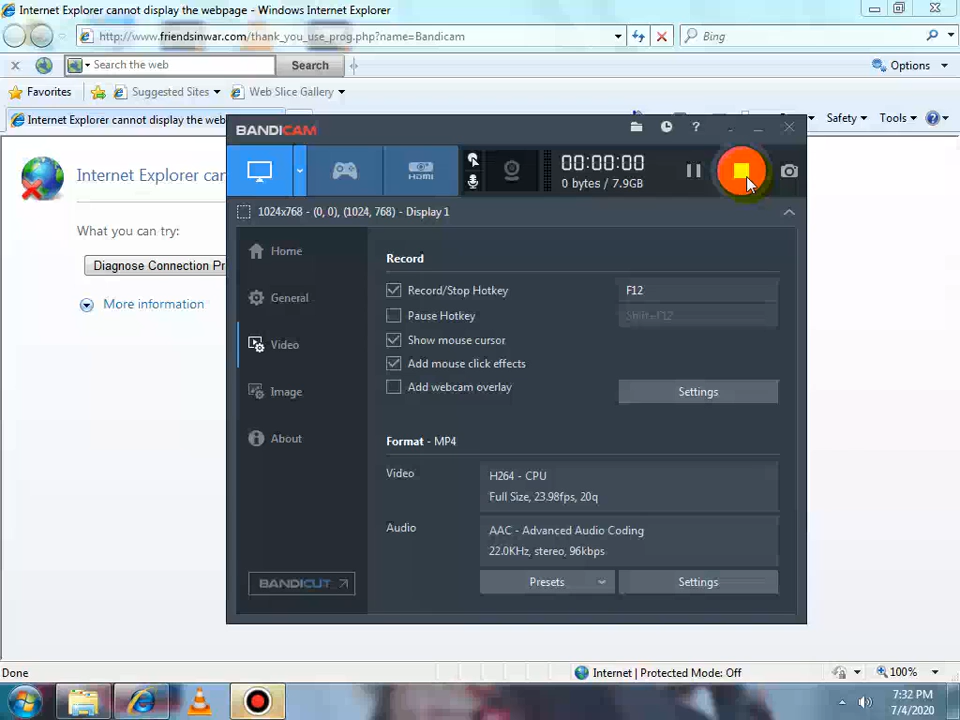 Internet Explorer cannot display the webpage - Windows Internet Explorer
http://www.friendsinwar.com/thank_you_use_prog.php?name=Bandicam
Bing
Search the web
Search
Options
Favorites
Suggested Sites
Web Slice Gallery
Internet Explorer cannot display the web
Safety
Tools
BANDICAM
Internet Explorer car
What you can try:
Diagnose Connection Pr
More information
HDMI
00:00:00
0 bytes / 7.9GB
1024x768 - (0, 0), (1024, 768) - Display 1
Home
General
Video
Image
About
BANDICUT
Record
Record/Stop Hotkey
F12
Pause Hotkey
Shift+F12
Show mouse cursor
Add mouse click effects
Add webcam overlay
Settings
Format - MP4
Video
H264 - CPU
Full Size, 23.98fps, 20q
Audio
AAC - Advanced Audio Coding
22.0KHz, stereo, 96kbps
Presets
Settings
Done
Internet | Protected Mode: Off
100%
7:32 PM
7/4/2020